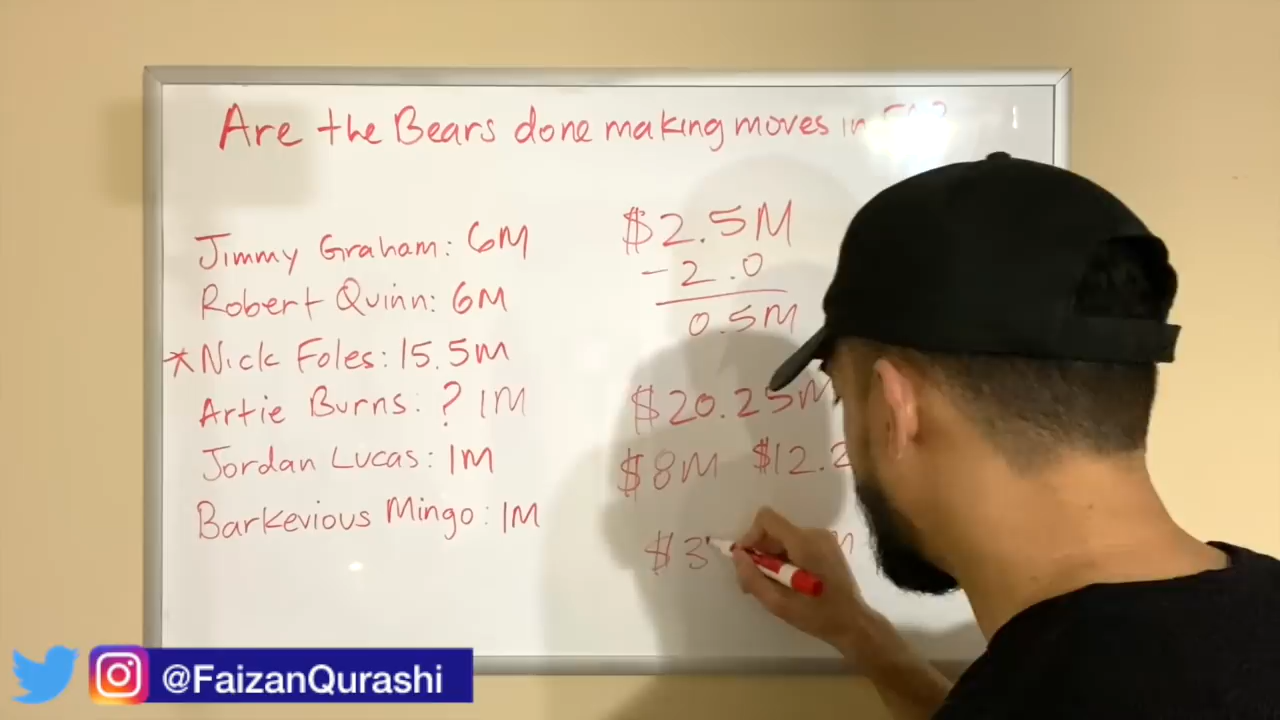 Are the Bears done making moves in FA?
Jimmy Graham: 6M
Robert Quinn: 6M
*Nick Foles: 15.5M
Artie Burns: ? 1M
Jordan Lucas: 1M
Barkevious Mingo: 1M
$2.5M
-2.0
0.5M
$20.25M
$8M $12.2
$3 M
@FaizanQurashi